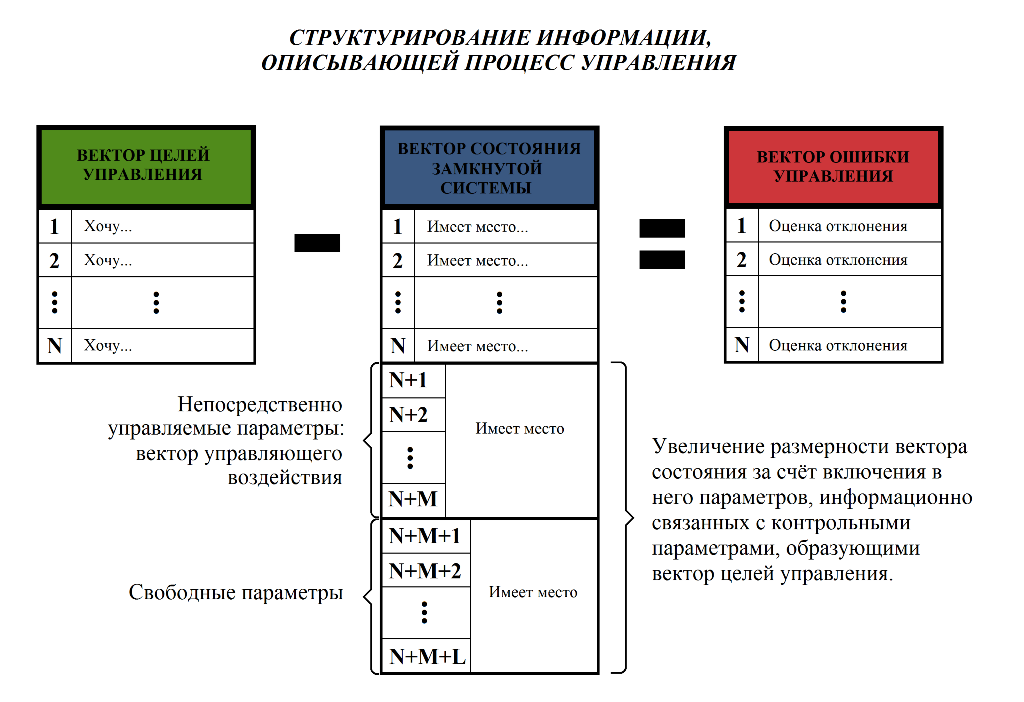 СТРУКТУРИРОВАНИЕ ИНФОРМАЦИИ,
ОПИСЫВАЮЩЕЙ ПРОЦЕСС УПРАВЛЕНИЯ
ВЕКТОР ЦЕЛЕЙ
УПРАВЛЕНИЯ
1 Хочу...
2 Хочу...
⋮ ⋮
N Хочу...
ВЕКТОР СОСТОЯНИЯ
ЗАМКНУТОЙ
СИСТЕМЫ
1 Имеет место...
2 Имеет место...
⋮ ⋮
N Имеет место...
ВЕКТОР ОШИБКИ
УПРАВЛЕНИЯ
1 Оценка отклонения
2 Оценка отклонения
⋮ ⋮
N Оценка отклонения
Непосредственно
управляемые параметры:
вектор управляющего
воздействия
N+1
N+2
⋮
N+M
Имеет место
Свободные параметры
N+M+1
N+M+2
⋮
N+M+L
Имеет место
Увеличение размерности вектора
состояния за счёт включения в
него параметров, информационно
связанных с контрольными
параметрами, образующими
вектор целей управления.